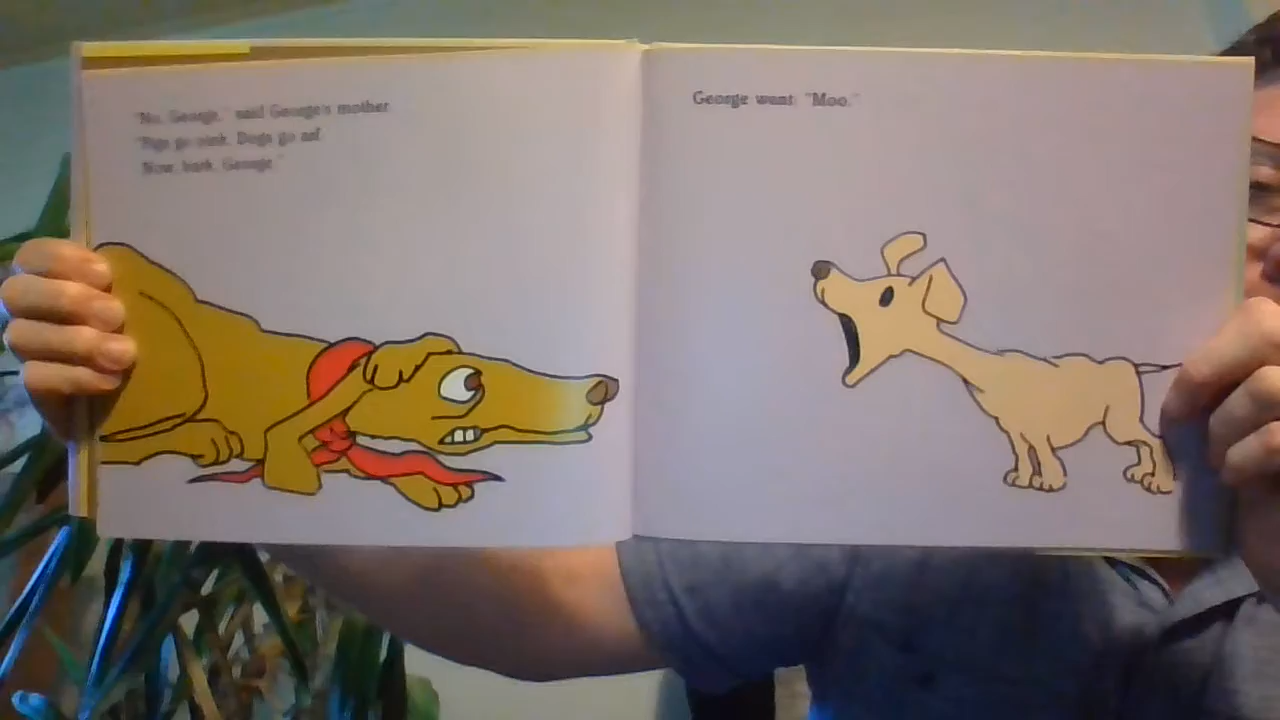 "No, George," said George's mother.
"Pigs go oink. Dogs go arf.
Now, bark, George."
George went: "Moo."